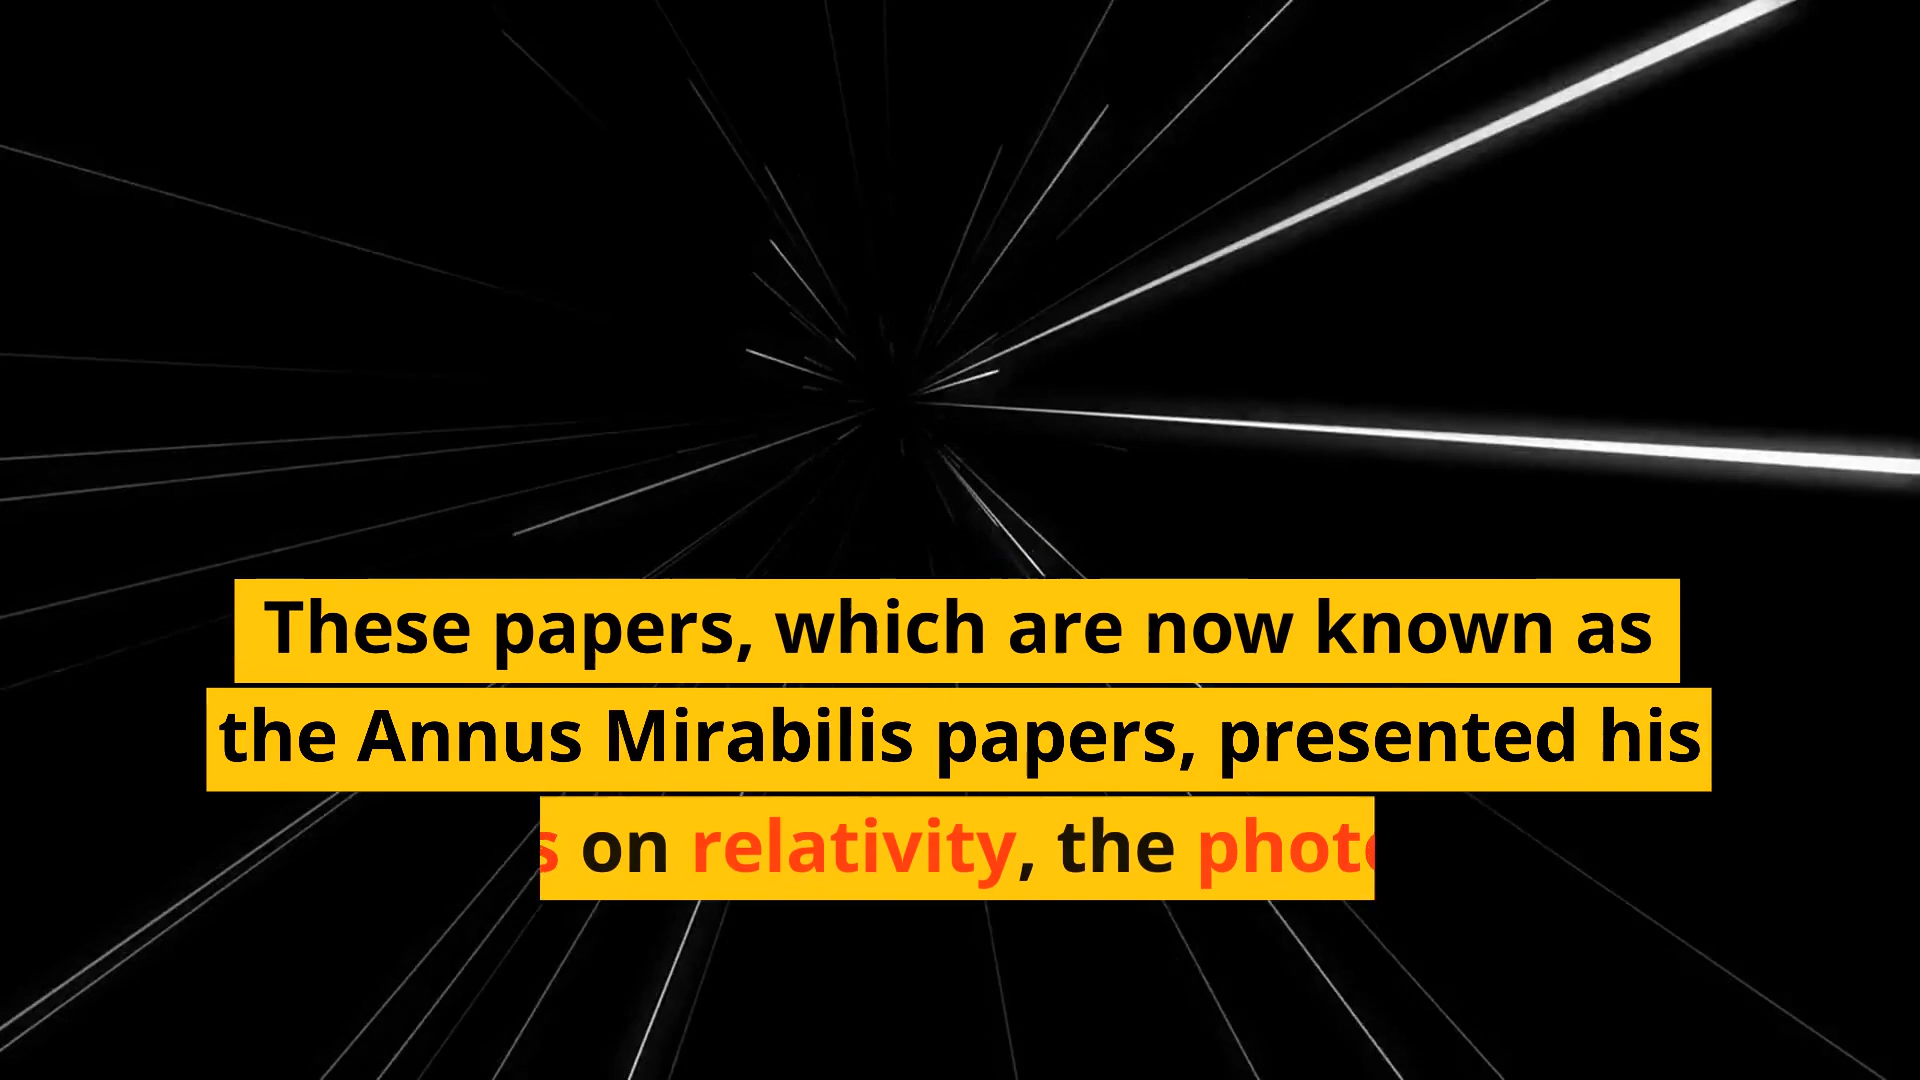 These papers, which are now known as
the Annus Mirabilis papers, presented his
on relativity, the